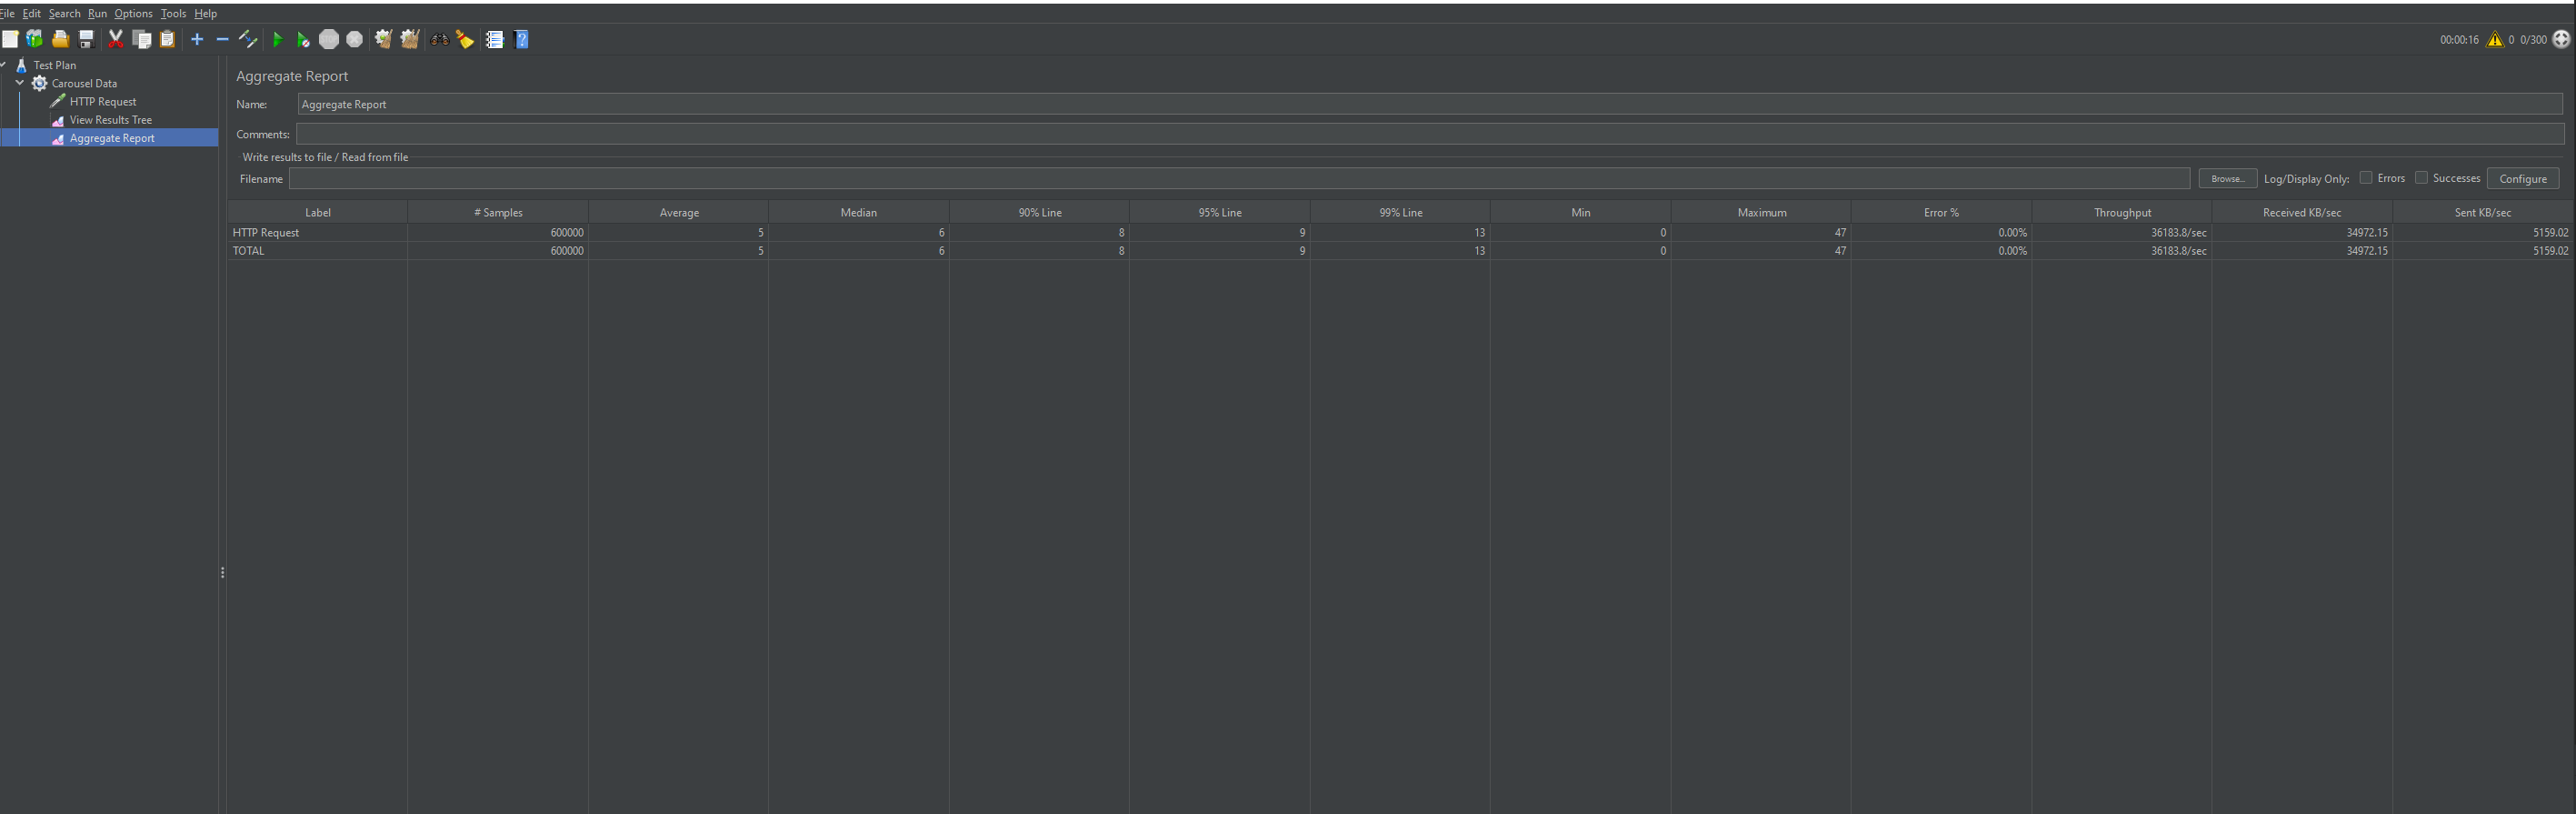 File Edit Search Run Options Tools Help
00:00:16 0 0/300
Test Plan
Carousel Data
HTTP Request
View Results Tree
Aggregate Report
Aggregate Report
Name: Aggregate Report
Comments:
Write results to file / Read from file
Filename Browse... Log/Display Only: Errors Successes Configure
Label # Samples Average Median 90% Line 95% Line 99% Line Min Maximum Error % Throughput Received KB/sec Sent KB/sec
HTTP Request 600000 5 6 8 9 13 0 47 0.00% 36183.8/sec 34972.15 5159.02
TOTAL 600000 5 6 8 9 13 0 47 0.00% 36183.8/sec 34972.15 5159.02